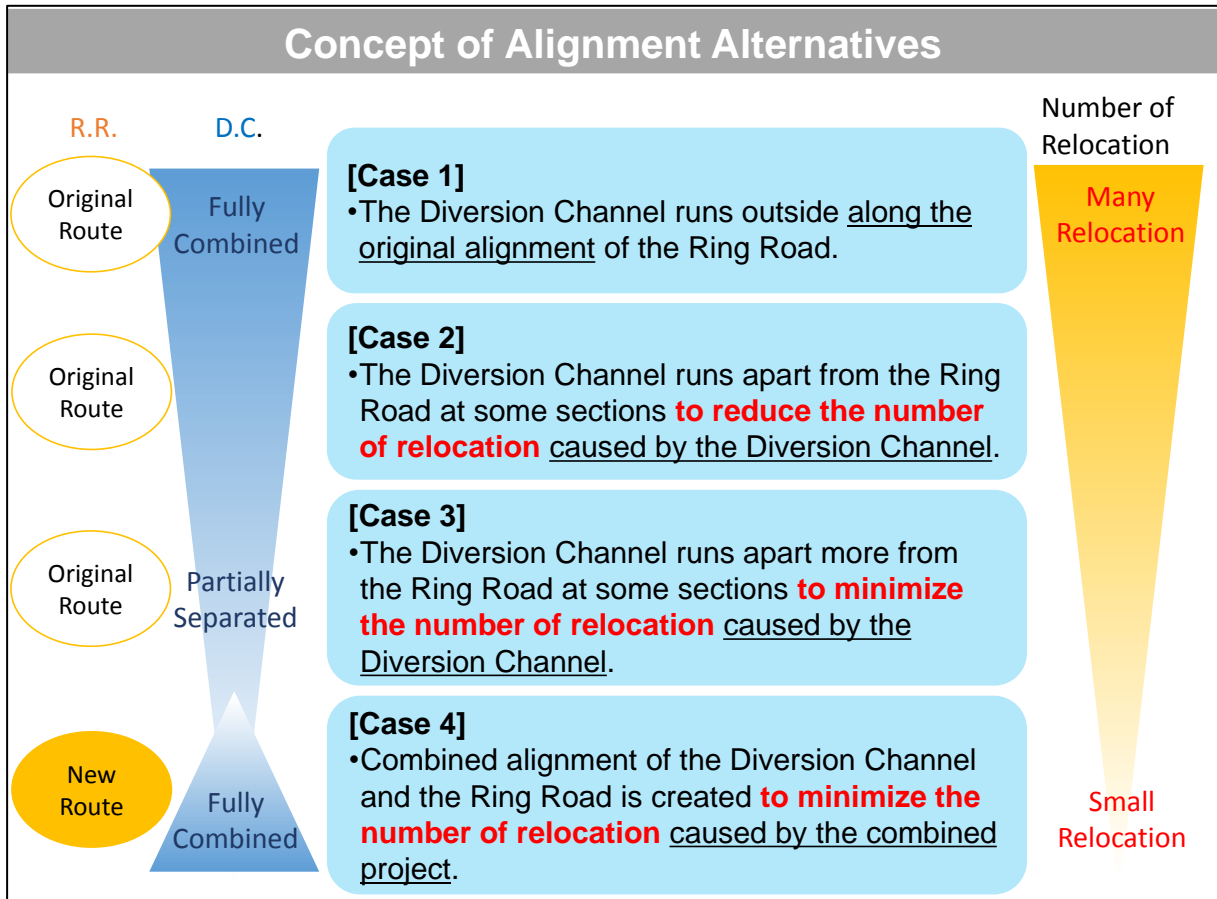 Concept of Alignment Alternatives
R.R.
D.C.
Number of
Relocation
Original
Route
Fully
Combined
[Case 1]
•The Diversion Channel runs outside along the
original alignment of the Ring Road.
Many
Relocation
Original
Route
[Case 2]
•The Diversion Channel runs apart from the Ring
Road at some sections to reduce the number
of relocation caused by the Diversion Channel.
Original
Route
Partially
Separated
[Case 3]
•The Diversion Channel runs apart more from
the Ring Road at some sections to minimize
the number of relocation caused by the
Diversion Channel.
New
Route
Fully
Combined
[Case 4]
•Combined alignment of the Diversion Channel
and the Ring Road is created to minimize the
number of relocation caused by the combined
project.
Small
Relocation